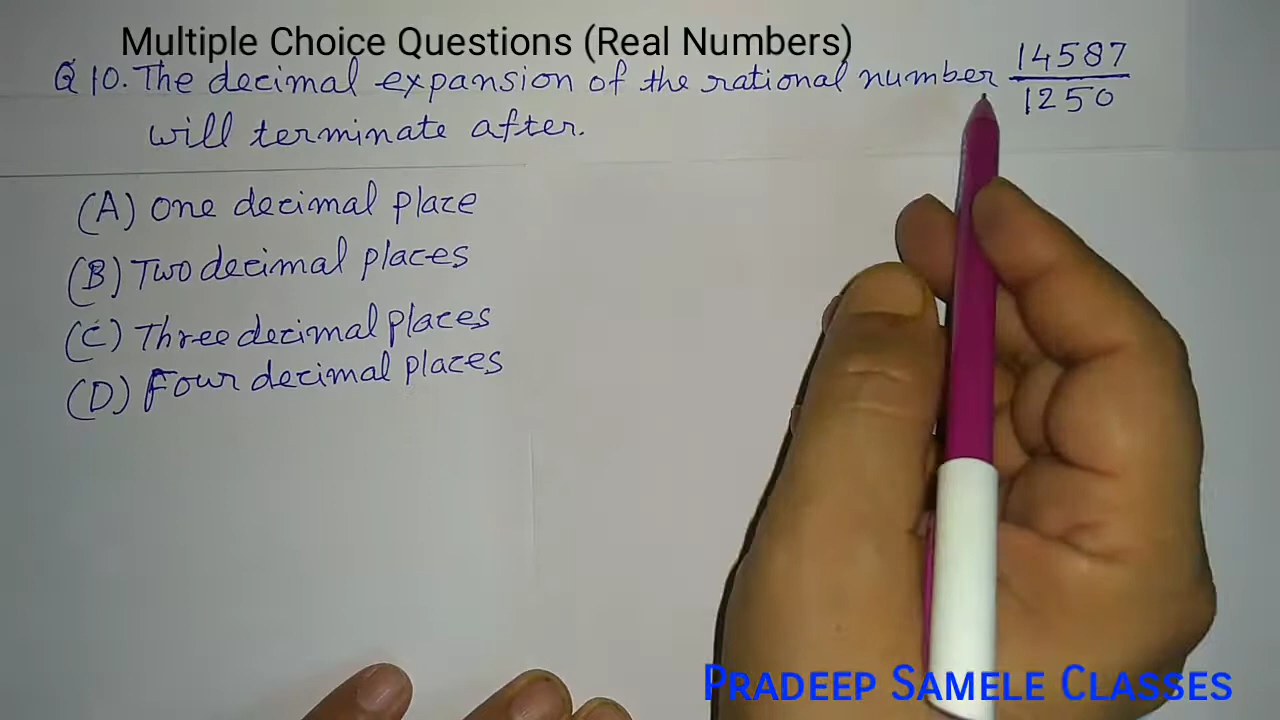 Multiple Choice Questions (Real Numbers)
Q 10. The decimal expansion of the rational number 14587/1250
will terminate after.
(A) one decimal place
(B) Two decimal places
(C) Three decimal places
(D) Four decimal places
PRADEEP SAMELE CLASSES